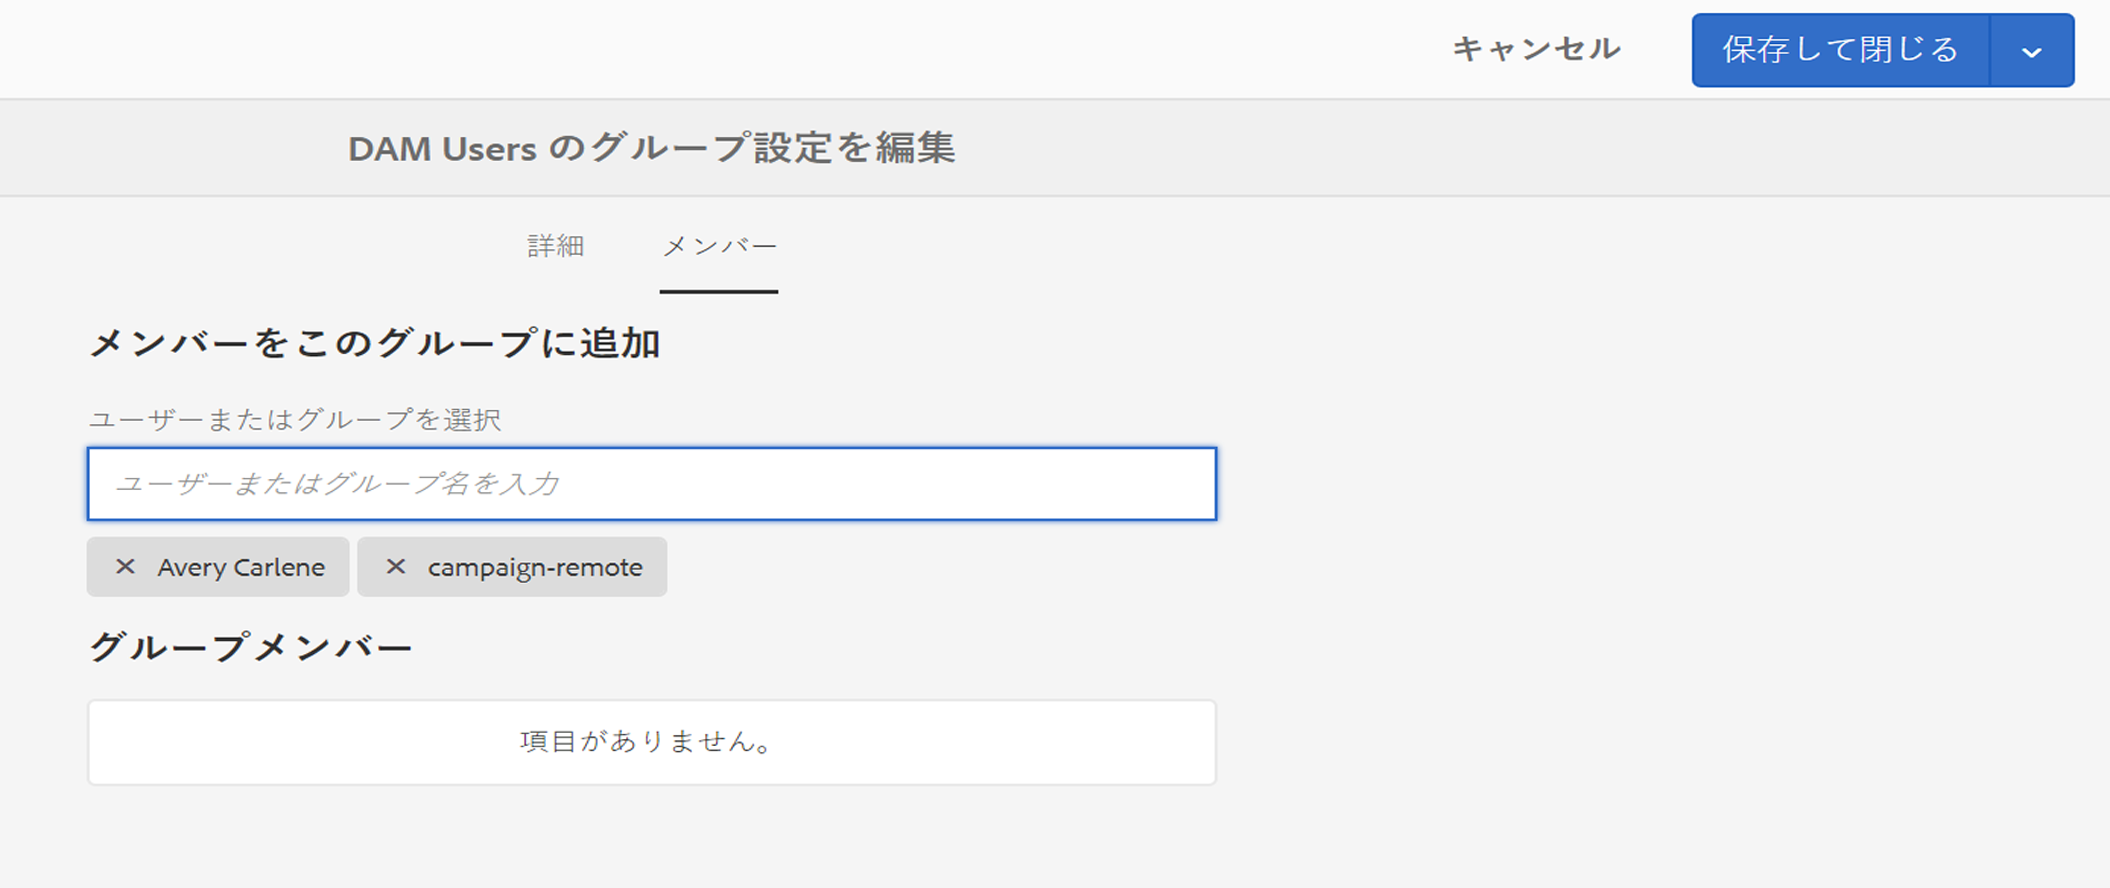 キャンセル
保存して閉じる
DAM Users のグループ設定を編集
詳細
メンバー
メンバーをこのグループに追加
ユーザーまたはグループを選択
ユーザーまたはグループ名を入力
× Avery Carlene
× campaign-remote
グループメンバー
項目がありません。